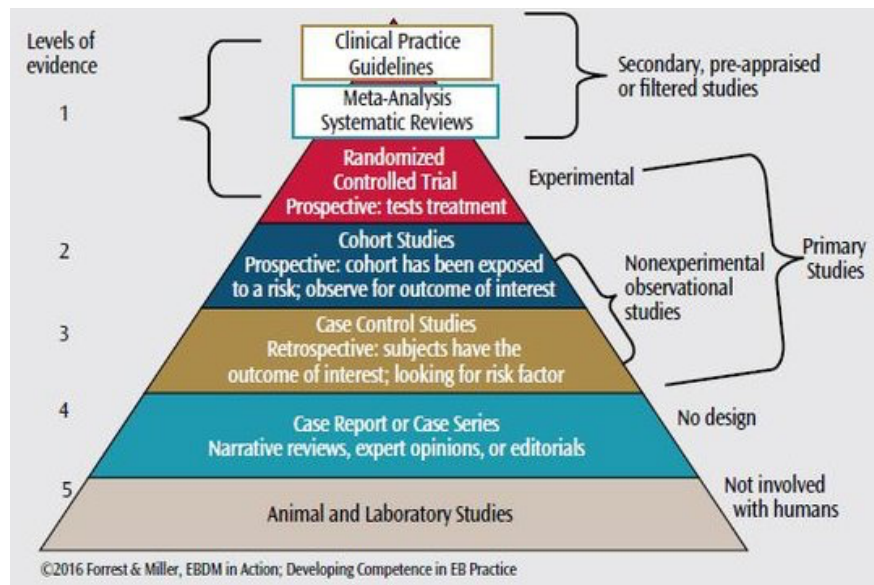 Levels of
evidence
Clinical Practice
Guidelines
Secondary, pre-appraised
or filtered studies
1
Meta-Analysis
Systematic Reviews
Randomized
Controlled Trial
Prospective: tests treatment
Experimental
2
Cohort Studies
Prospective: cohort has been exposed
to a risk; observe for outcome of interest
Nonexperimental
observational
studies
Primary
Studies
3
Case Control Studies
Retrospective: subjects have the
outcome of interest; looking for risk factor
4
Case Report or Case Series
Narrative reviews, expert opinions, or editorials
No design
5
Animal and Laboratory Studies
Not involved
with humans
©2016 Forrest & Miller, EBDM in Action; Developing Competence in EB Practice